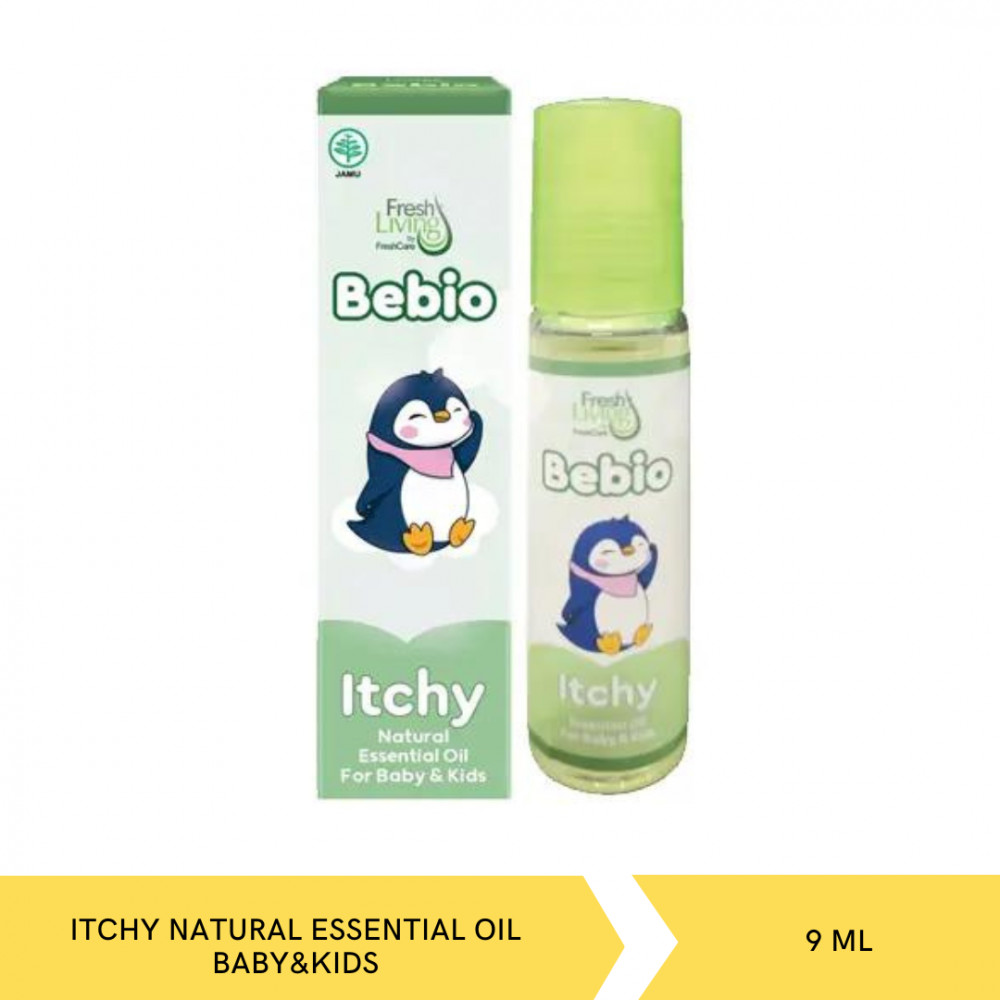 Bebio
JAMU
Fresh
Living
by
FreshCare
Bebio
Itchy
Natural
Essential Oil
For Baby & Kids
Fresh
Living
FreshCare
Bebio
Itchy
Essential Oil
For Baby & Kids
ITCHY NATURAL ESSENTIAL OIL
BABY&KIDS
9 ML